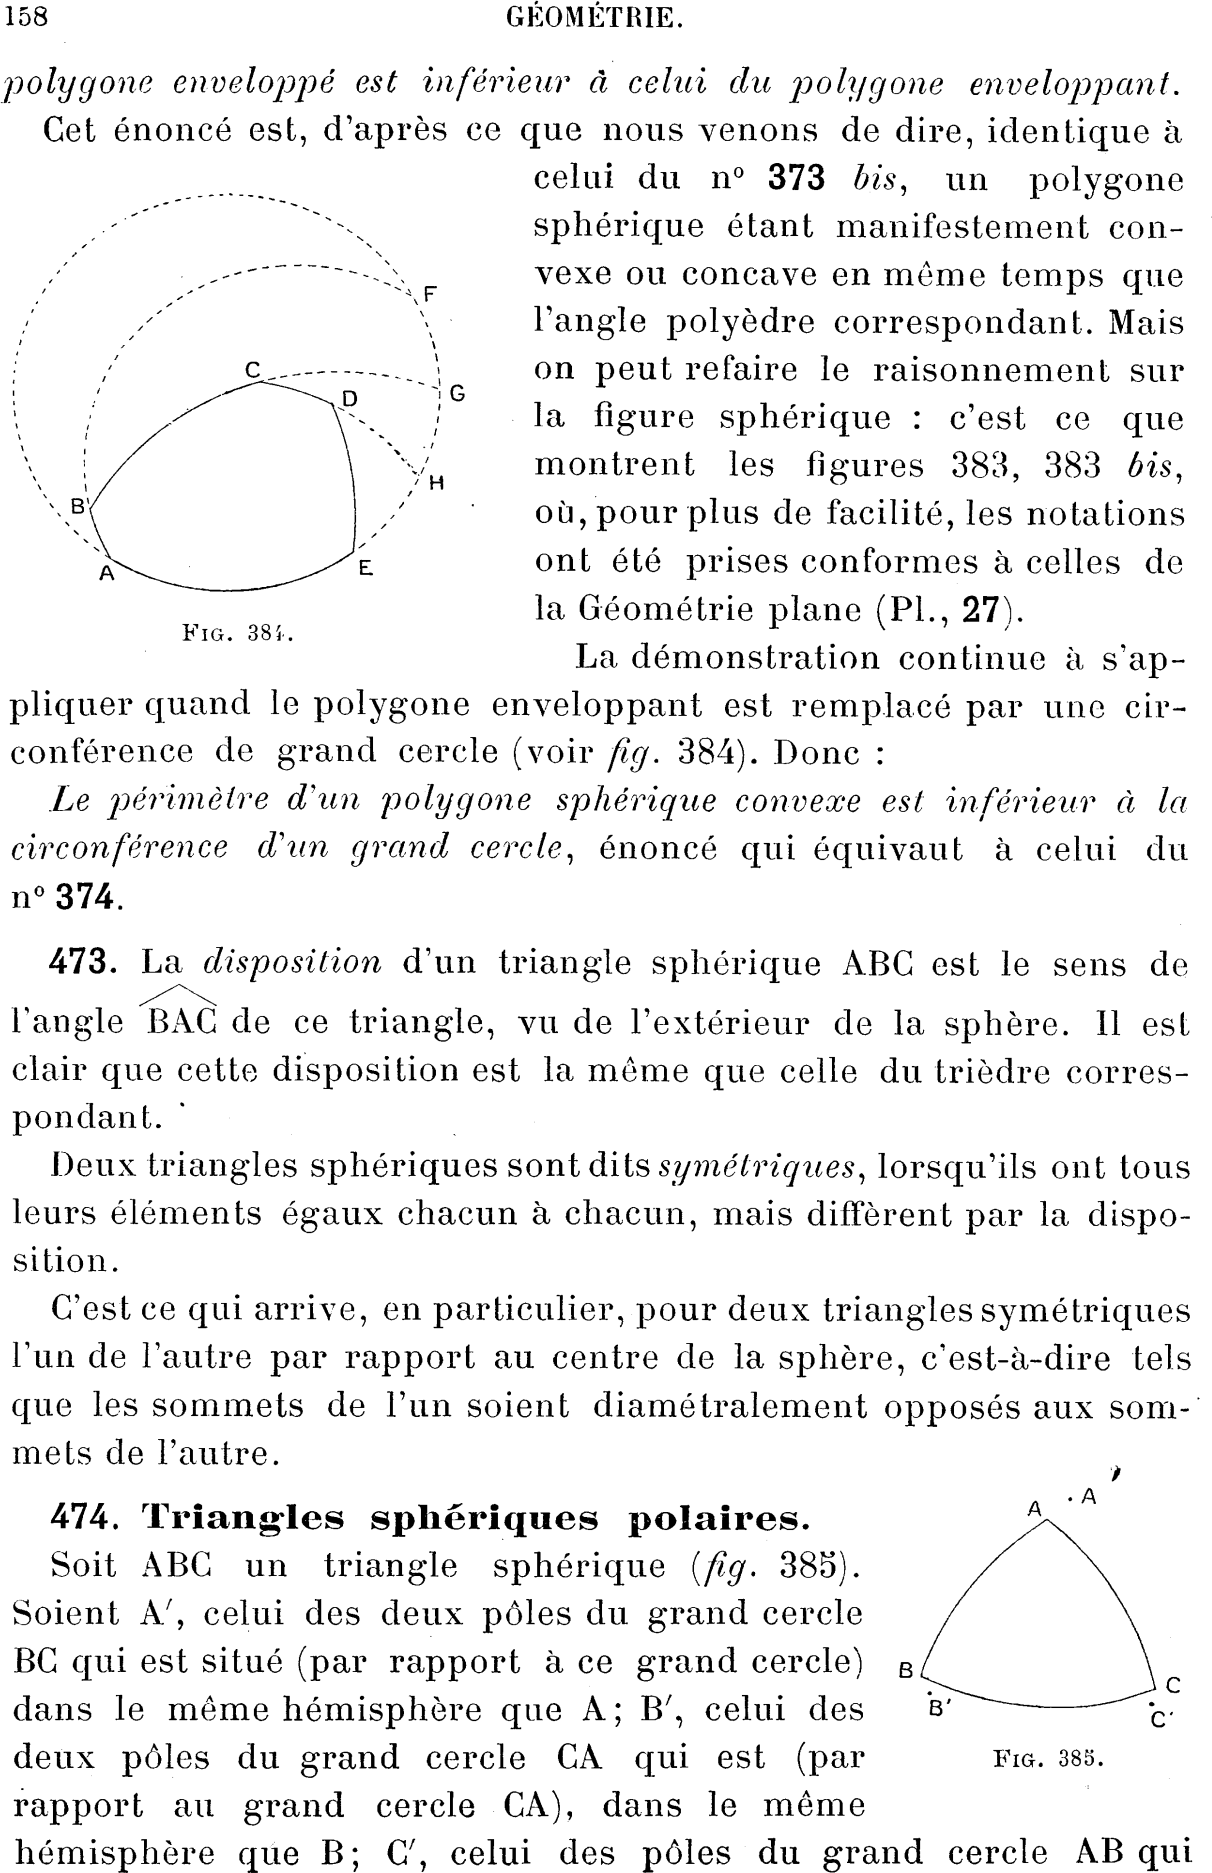 158 GÉOMÉTRIE.
polygone enveloppé est inférieur à celui du polygone enveloppant.
Cet énoncé est, d'après ce que nous venons de dire, identique à
celui du nº 373 bis, un polygone
sphérique étant manifestement con-
vexe ou concave en même temps que
l'angle polyèdre correspondant. Mais
on peut refaire le raisonnement sur
la figure sphérique : c'est ce que
montrent les figures 383, 383 bis,
où, pour plus de facilité, les notations
ont été prises conformes à celles de
la Géométrie plane (Pl., 27).
F
C
D
G
H
B
A
E
FIG. 384.
La démonstration continue à s'ap-
pliquer quand le polygone enveloppant est remplacé par une cir-
conférence de grand cercle (voir fig. 384). Donc :
Le périmètre d'un polygone sphérique convexe est inférieur à la
circonférence d'un grand cercle, énoncé qui équivaut à celui du
nº 374.
473. La disposition d'un triangle sphérique ABC est le sens de
l'angle BAC de ce triangle, vu de l'extérieur de la sphère. Il est
clair que cette disposition est la même que celle du trièdre corres-
pondant.
Deux triangles sphériques sont dits symétriques, lorsqu'ils ont tous
leurs éléments égaux chacun à chacun, mais diffèrent par la dispo-
sition.
C'est ce qui arrive, en particulier, pour deux triangles symétriques
l'un de l'autre par rapport au centre de la sphère, c'est-à-dire tels
que les sommets de l'un soient diamétralement opposés aux som-
mets de l'autre.
474. Triangles sphériques polaires.
Soit ABC un triangle sphérique (fig. 385).
Soient A', celui des deux pôles du grand cercle
BC qui est situé (par rapport à ce grand cercle)
dans le même hémisphère que A; B', celui des
deux pôles du grand cercle CA qui est (par
rapport au grand cercle CA), dans le même
A
A'
B
B'
C
C'
FIG. 385.
hémisphère que B; C', celui des pôles du grand cercle AB qui